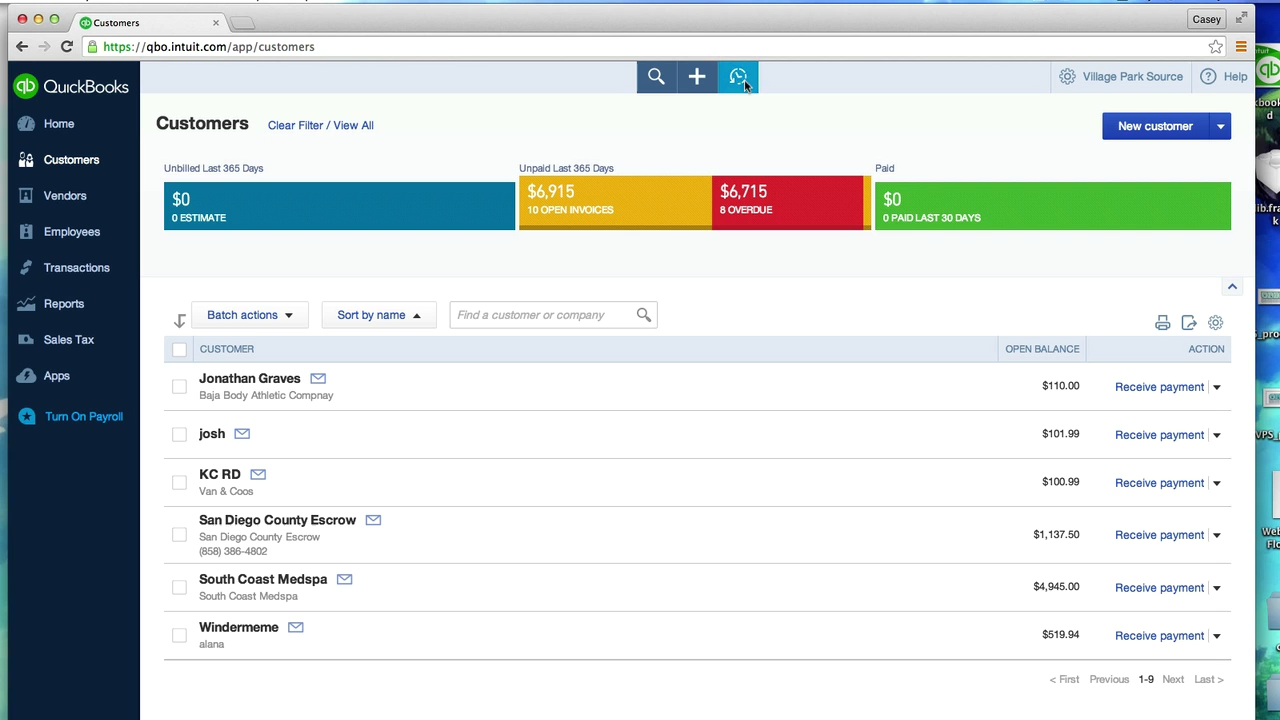 Customers
Casey
https://qbo.intuit.com/app/customers
qb QuickBooks
Village Park Source
Help
Home
Customers
Vendors
Employees
Transactions
Reports
Sales Tax
Apps
Turn On Payroll
Customers Clear Filter / View All
New customer
Unbilled Last 365 Days
Unpaid Last 365 Days
Paid
$0
0 ESTIMATE
$6,915
10 OPEN INVOICES
$6,715
8 OVERDUE
$0
0 PAID LAST 30 DAYS
Batch actions
Sort by name
Find a customer or company
CUSTOMER OPEN BALANCE ACTION
Jonathan Graves $110.00 Receive payment
Baja Body Athletic Compnay
josh $101.99 Receive payment
KC RD $100.99 Receive payment
Van & Coos
San Diego County Escrow $1,137.50 Receive payment
San Diego County Escrow
(858) 386-4802
South Coast Medspa $4,945.00 Receive payment
South Coast Medspa
Windermeme $519.94 Receive payment
alana
< First Previous 1-9 Next Last >